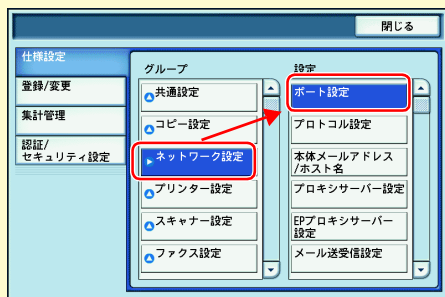 閉じる
仕様設定
登録/変更
集計管理
認証/
セキュリティ設定
グループ
共通設定
コピー設定
ネットワーク設定
プリンター設定
スキャナー設定
ファクス設定
設定
ポート設定
プロトコル設定
本体メールアドレス
/ホスト名
プロキシサーバー設定
EPプロキシサーバー
設定
メール送受信設定